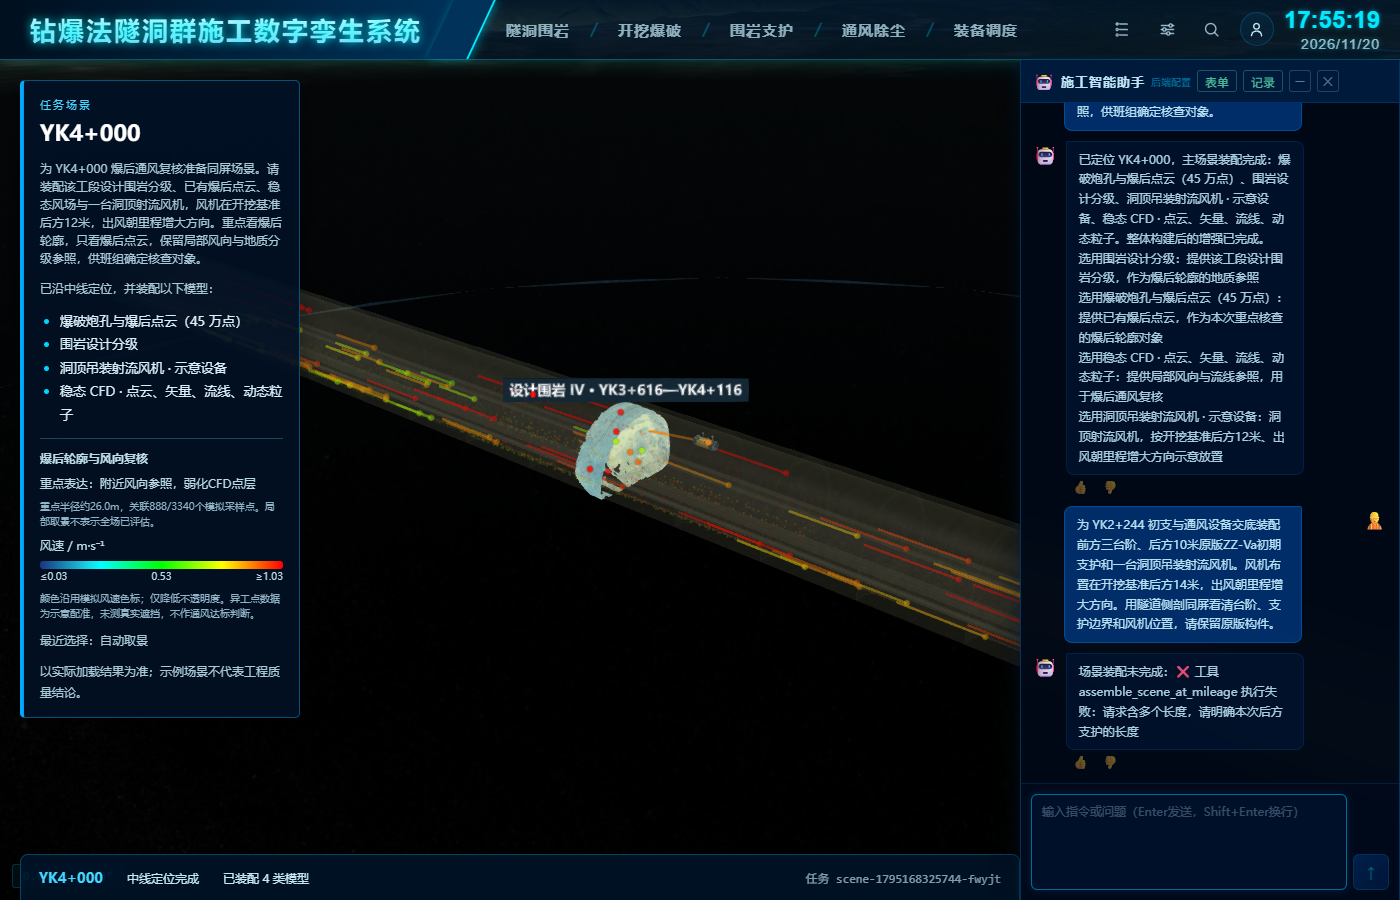 钻爆法隧洞群施工数字孪生系统
隧洞围岩 / 开挖爆破 / 围岩支护 / 通风除尘 / 装备调度
17:55:19
2026/11/20
任务场景
YK4+000
为 YK4+000 爆后通风复核准备同屏场景。请
装配该工段设计围岩分级、已有爆后点云、稳
态风场与一台洞顶射流风机，风机在开挖基准
后方12米，出风朝里程增大方向。重点看爆后
轮廓，只看爆后点云，保留局部风向与地质分
级参照，供班组确定核查对象。
已沿中线定位，并装配以下模型：
爆破炮孔与爆后点云（45 万点）
围岩设计分级
洞顶吊装射流风机 · 示意设备
稳态 CFD · 点云、矢量、流线、动态粒
子
爆后轮廓与风向复核
重点表达：附近风向参照，弱化CFD点层
重点半径约26.0m，关联888/3340个模拟采样点。局
部取景不表示全场已评估。
风速 / m·s⁻¹
≤0.03 0.53 ≥1.03
颜色沿用模拟风速色标；仅降低不透明度。异工点数据
为示意配准，未测真实遮挡，不作通风达标判断。
最近选择：自动取景
以实际加载结果为准；示例场景不代表工程质
量结论。
设计围岩 IV · YK3+616—YK4+116
YK4+000 中线定位完成 已装配 4 类模型
任务 scene-1795168325744-fwyjt
施工智能助手 后端配置 表单 记录
照，供班组确定核查对象。
已定位 YK4+000，主场景装配完成：爆
破炮孔与爆后点云（45 万点）、围岩设
计分级、洞顶吊装射流风机 · 示意设
备、稳态 CFD · 点云、矢量、流线、动
态粒子。整体构建后的增强已完成。
选用围岩设计分级：提供该工段设计围
岩分级，作为爆后轮廓的地质参照
选用爆破炮孔与爆后点云（45 万点）：
提供已有爆后点云，作为本次重点核查
的爆后轮廓对象
选用稳态 CFD · 点云、矢量、流线、动
态粒子：提供局部风向与流线参照，用
于爆后通风复核
选用洞顶吊装射流风机 · 示意设备：洞
顶射流风机，按开挖基准后方12米、出
风朝里程增大方向示意放置
为 YK2+244 初支与通风设备交底装配
前方三台阶、后方10米原版ZZ-Va初期
支护和一台洞顶吊装射流风机。风机布
置在开挖基准后方14米，出风朝里程增
大方向。用隧道侧剖同屏看清台阶、支
护边界和风机位置，请保留原版构件。
场景装配未完成：❌ 工具
assemble_scene_at_mileage 执行失
败：请求含多个长度，请明确本次后方
支护的长度
输入指令或问题（Enter发送，Shift+Enter换行）